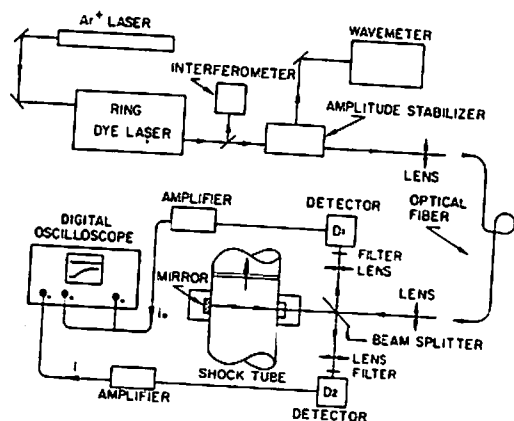 Ar+ LASER
WAVEMETER
INTERFEROMETER
RING
DYE LASER
AMPLITUDE STABILIZER
LENS
OPTICAL
FIBER
AMPLIFIER
DETECTOR
D1
DIGITAL
OSCILLOSCOPE
FILTER
LENS
MIRROR
LENS
io
BEAM SPLITTER
SHOCK TUBE
LENS
FILTER
i
AMPLIFIER
D2
DETECTOR